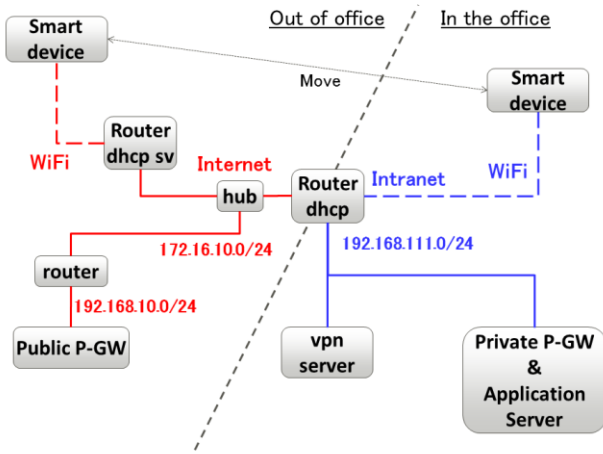 Out of office
In the office
Smart
device
Move
Smart
device
Router
dhcp sv
WiFi
Internet
hub
Router
dhcp
Intranet
WiFi
172.16.10.0/24
192.168.111.0/24
router
192.168.10.0/24
Public P-GW
vpn
server
Private P-GW
&
Application
Server